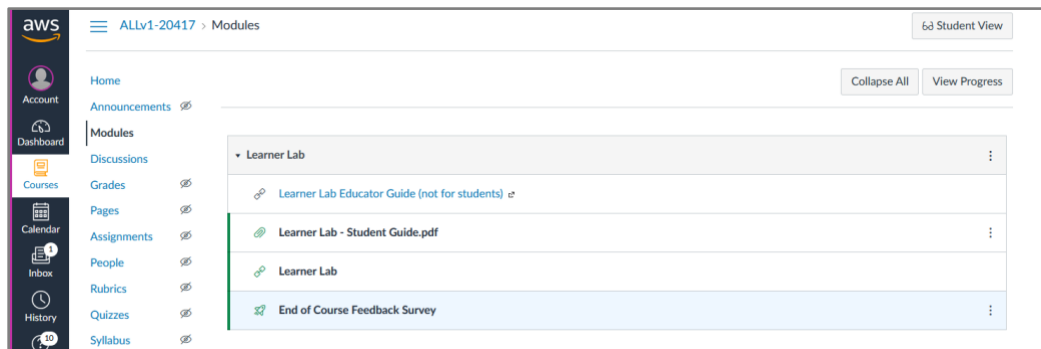 aws
ALLv1-20417 › Modules
Student View
Account
Dashboard
Courses
Calendar
1
Inbox
History
10
Home
Announcements
Modules
Discussions
Grades
Pages
Assignments
People
Rubrics
Quizzes
Syllabus
Collapse All
View Progress
Learner Lab
Learner Lab Educator Guide (not for students)
Learner Lab - Student Guide.pdf
Learner Lab
End of Course Feedback Survey